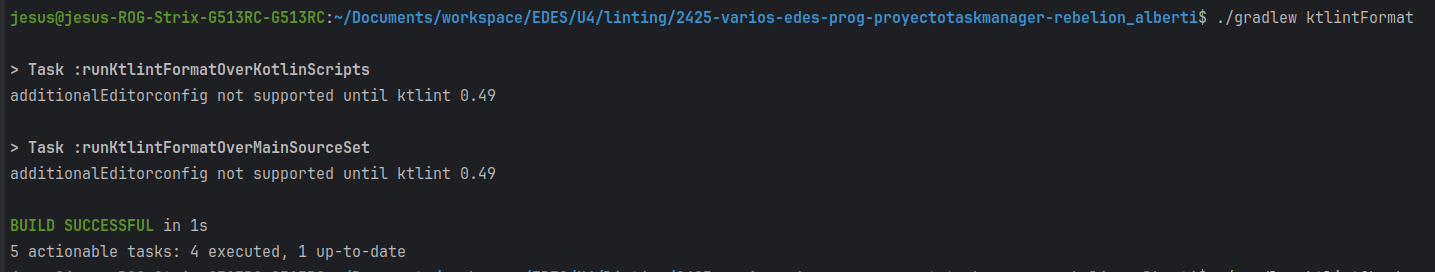 jesus@jesus-ROG-Strix-G513RC-G513RC:~/Documents/workspace/EDES/U4/linting/2425-varios-edes-prog-proyectotaskmanager-rebelion_alberti$ ./gradlew ktlintFormat
> Task :runKtlintFormatOverKotlinScripts
additionalEditorconfig not supported until ktlint 0.49
> Task :runKtlintFormatOverMainSourceSet
additionalEditorconfig not supported until ktlint 0.49
BUILD SUCCESSFUL in 1s
5 actionable tasks: 4 executed, 1 up-to-date